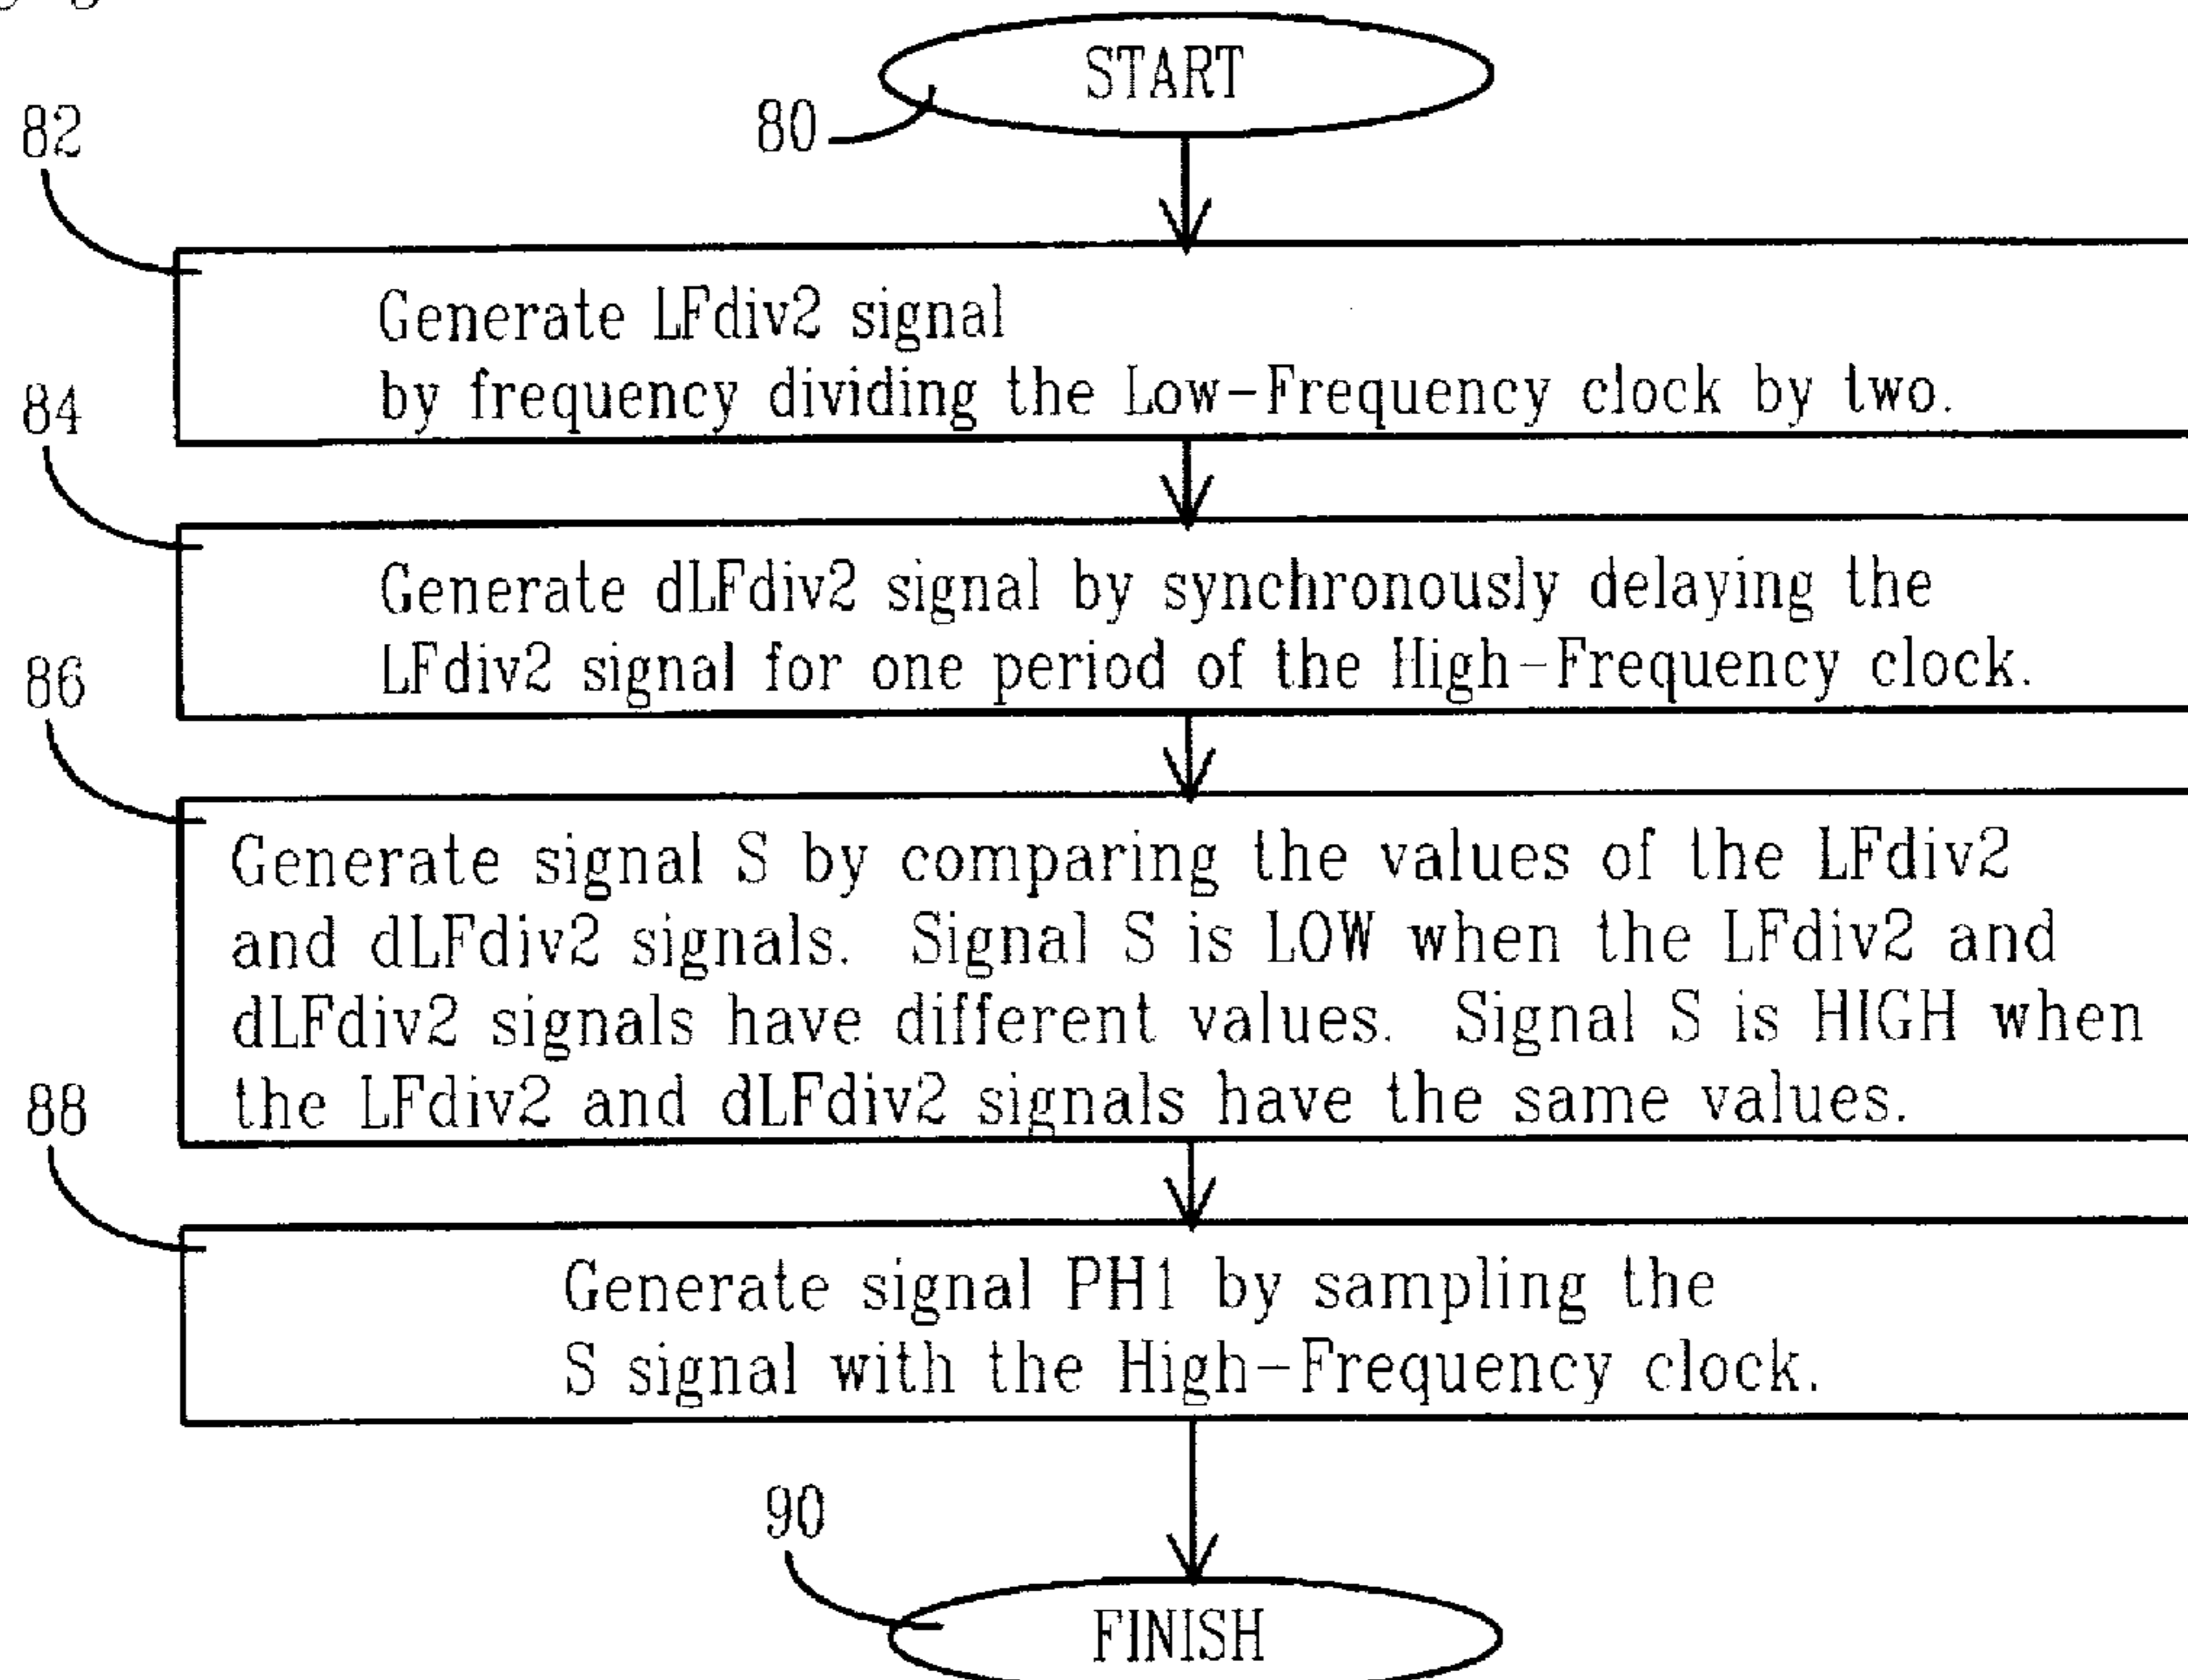 START
80
82
Generate LFdiv2 signal
by frequency dividing the Low-Frequency clock by two.
84
Generate dLFdiv2 signal by synchronously delaying the
LFdiv2 signal for one period of the High-Frequency clock.
86
Generate signal S by comparing the values of the LFdiv2
and dLFdiv2 signals. Signal S is LOW when the LFdiv2 and
dLFdiv2 signals have different values. Signal S is HIGH when
the LFdiv2 and dLFdiv2 signals have the same values.
88
Generate signal PH1 by sampling the
S signal with the High-Frequency clock.
90
FINISH